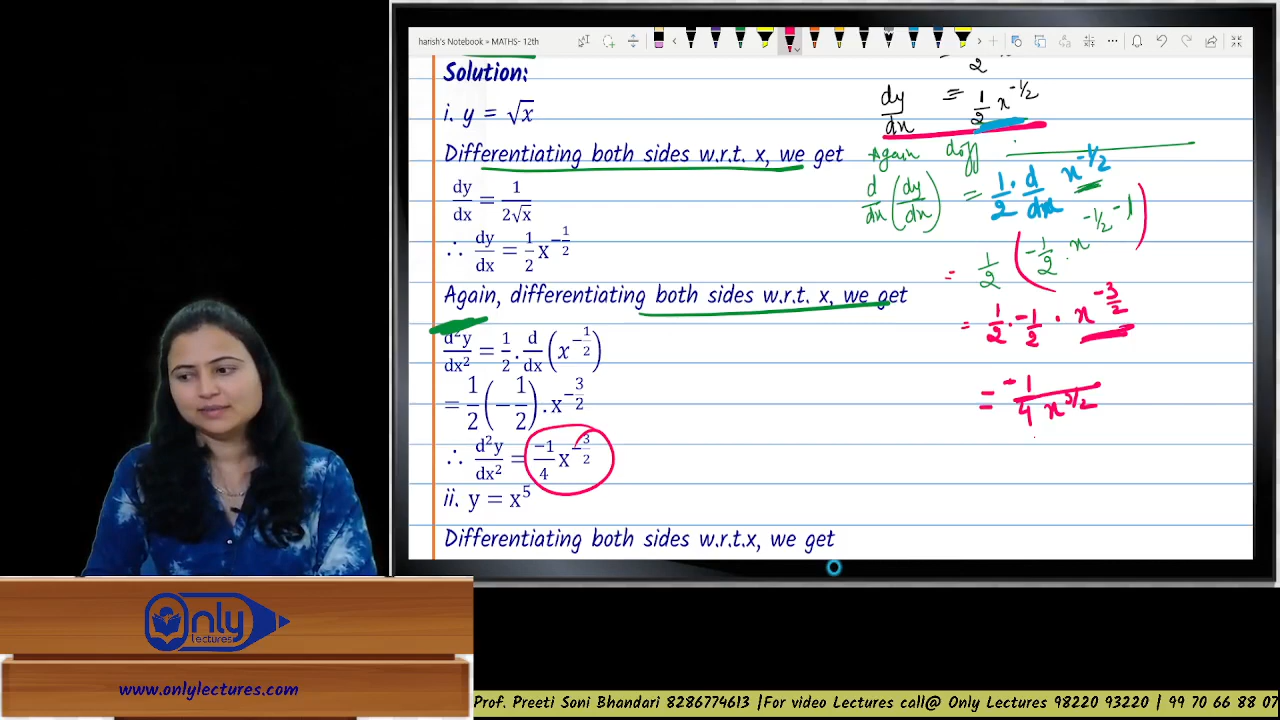 harish's Notebook » MATHS- 12th
Solution:
i. y = √x
Differentiating both sides w.r.t. x, we get
dy/dx = 1/2√x
∴ dy/dx = 1/2 x^-1/2
Again, differentiating both sides w.r.t. x, we get
d²y/dx² = 1/2 . d/dx (x^-1/2)
= 1/2 (-1/2) . x^-3/2
∴ d²y/dx² = -1/4 x^-3/2
ii. y = x⁵
Differentiating both sides w.r.t.x, we get
dy/dx = 1/2 x^-1/2
Again diff
d/dx (dy/dx) = 1/2 . d/dx x^-1/2
= 1/2 (-1/2 . x^-1/2 -1)
= 1/2 . -1/2 . x^-3/2
= -1/4 x^3/2
Only
lectures
www.onlylectures.com
Prof. Preeti Soni Bhandari 8286774613 |For video Lectures call@ Only Lectures 98220 93220 | 99 70 66 88 07